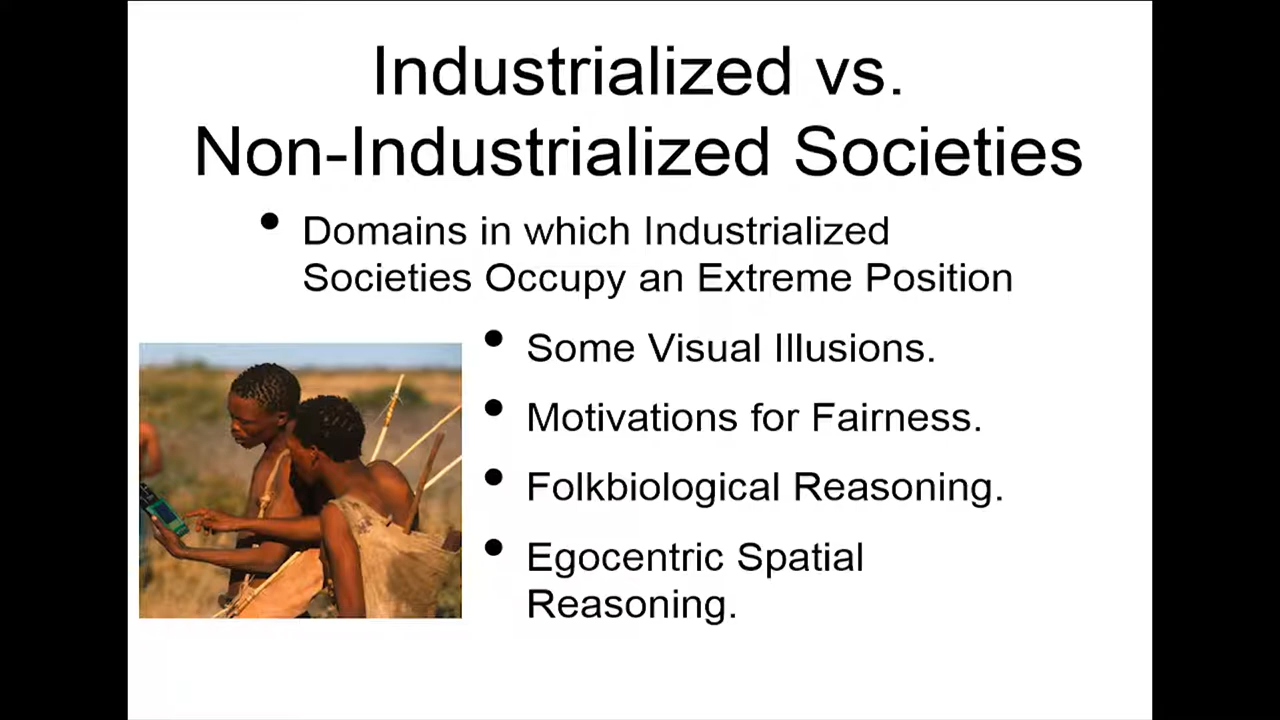 Industrialized vs.
Non-Industrialized Societies
• Domains in which Industrialized
Societies Occupy an Extreme Position
• Some Visual Illusions.
• Motivations for Fairness.
• Folkbiological Reasoning.
• Egocentric Spatial
Reasoning.